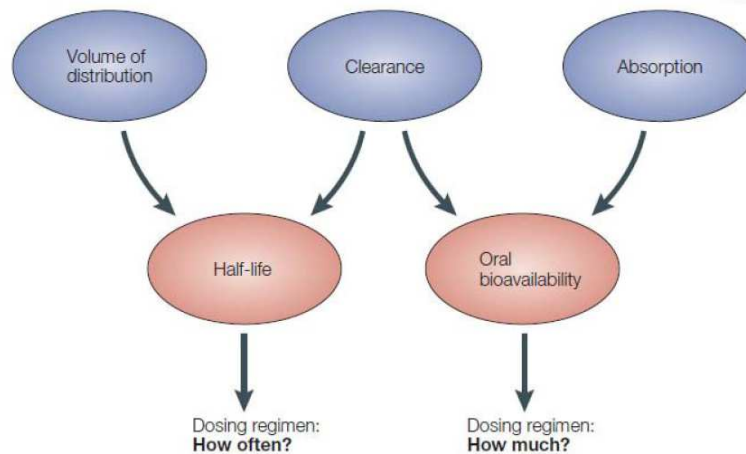 Volume of
distribution
Clearance
Absorption
Half-life
Oral
bioavailability
Dosing regimen:
How often?
Dosing regimen:
How much?